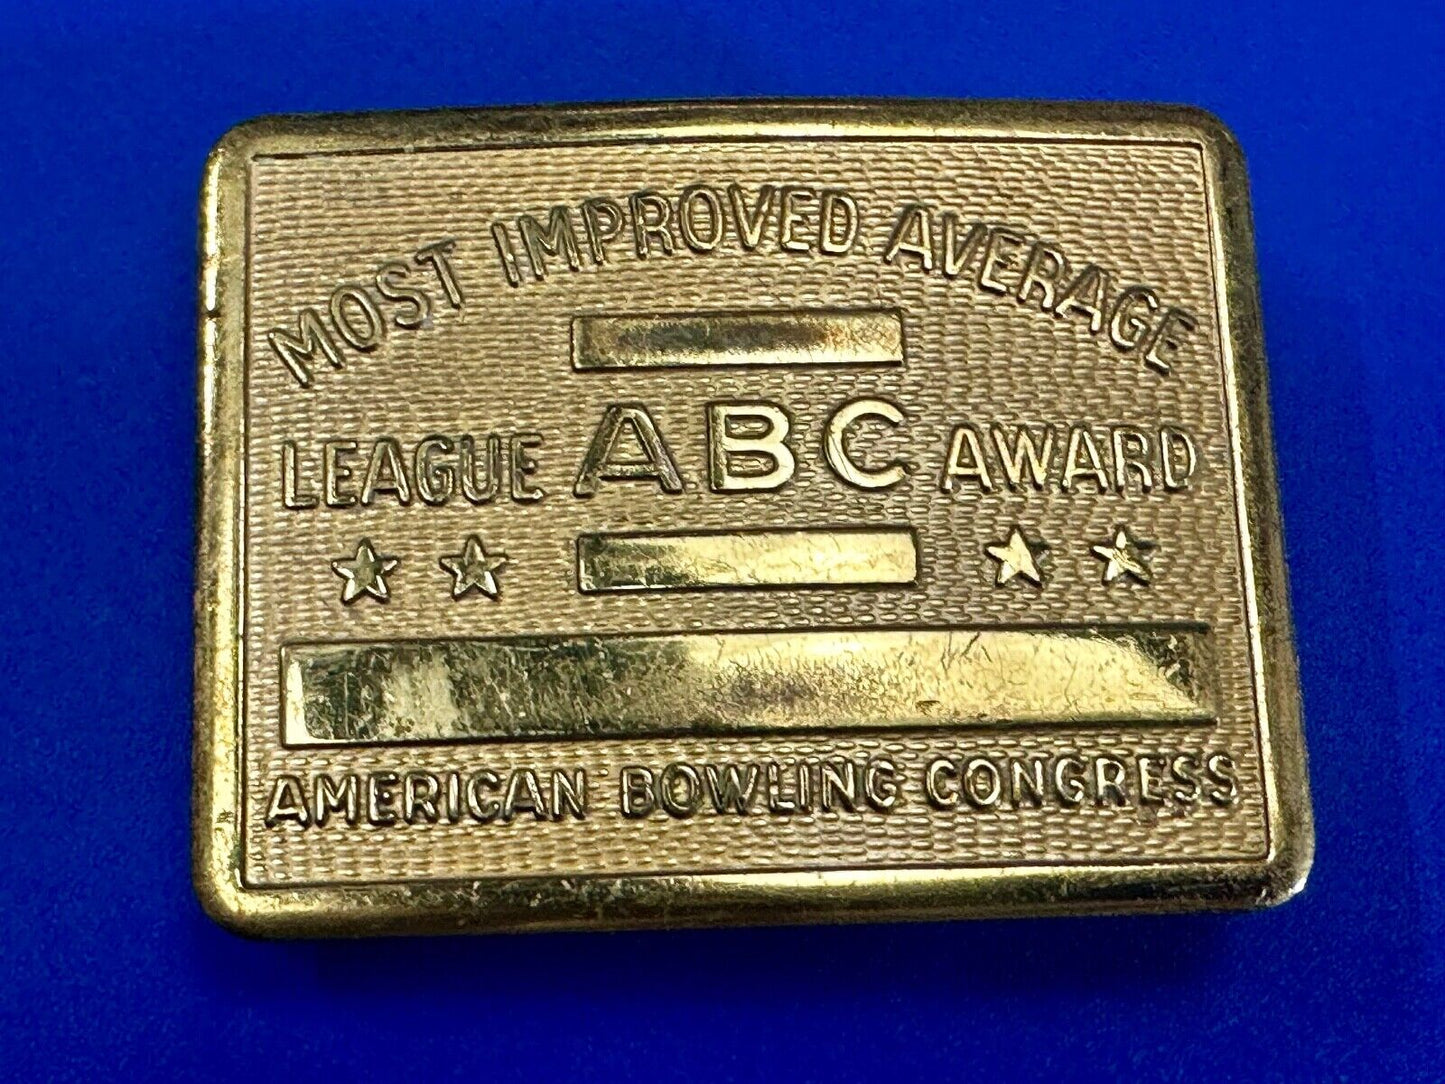 MOST IMPROVED AVERAGE
LEAGUE ABC AWARD
AMERICAN BOWLING CONGRESS